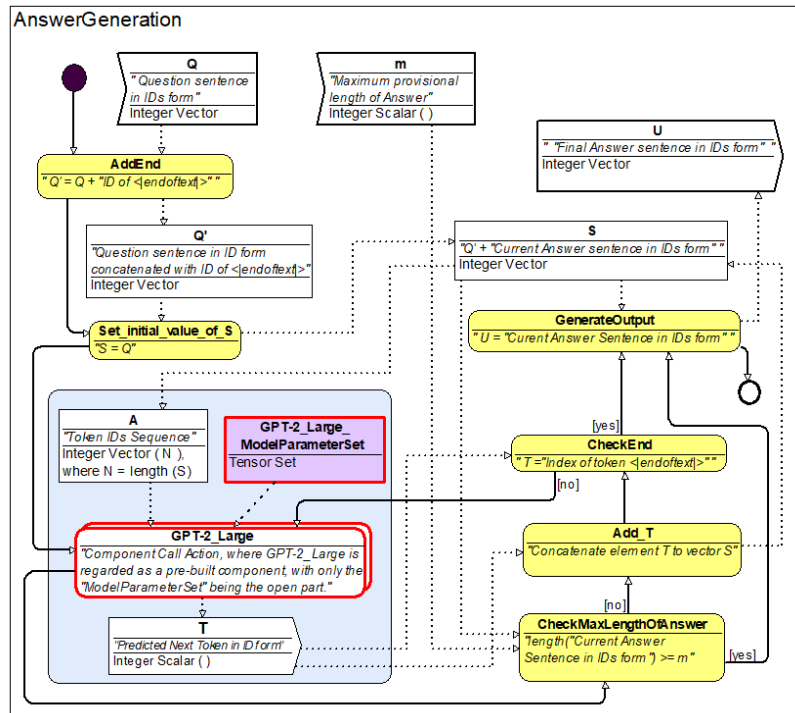 AnswerGeneration
Q
"Question sentence
in IDs form"
Integer Vector
m
"Maximum provisional
length of Answer"
Integer Scalar ( )
U
" "Final Answer sentence in IDs form" "
Integer Vector
AddEnd
" Q' = Q + "ID of <|endoftext|>" "
Q'
"Question sentence in ID form
concatenated with ID of <|endoftext|>"
Integer Vector
S
"Q' + "Current Answer sentence in IDs form" "
Integer Vector
Set_initial_value_of_S
"S = Q"
GenerateOutput
" U = "Curent Answer Sentence in IDs form" "
A
"Token IDs Sequence"
Integer Vector ( N ),
where N = length (S)
GPT-2_Large_
ModelParameterSet
Tensor Set
[yes]
CheckEnd
" T ="Index of token <|endoftext|>" "
[no]
GPT-2_Large
"Component Call Action, where GPT-2_Large is
regarded as a pre-built component, with only the
"ModelParameterSet" being the open part."
Add_T
"Concatenate element T to vector S"
[no]
T
"Predicted Next Token in ID form"
Integer Scalar ( )
CheckMaxLengthOfAnswer
"length("Current Answer
Sentence in IDs form") >= m"
[yes]